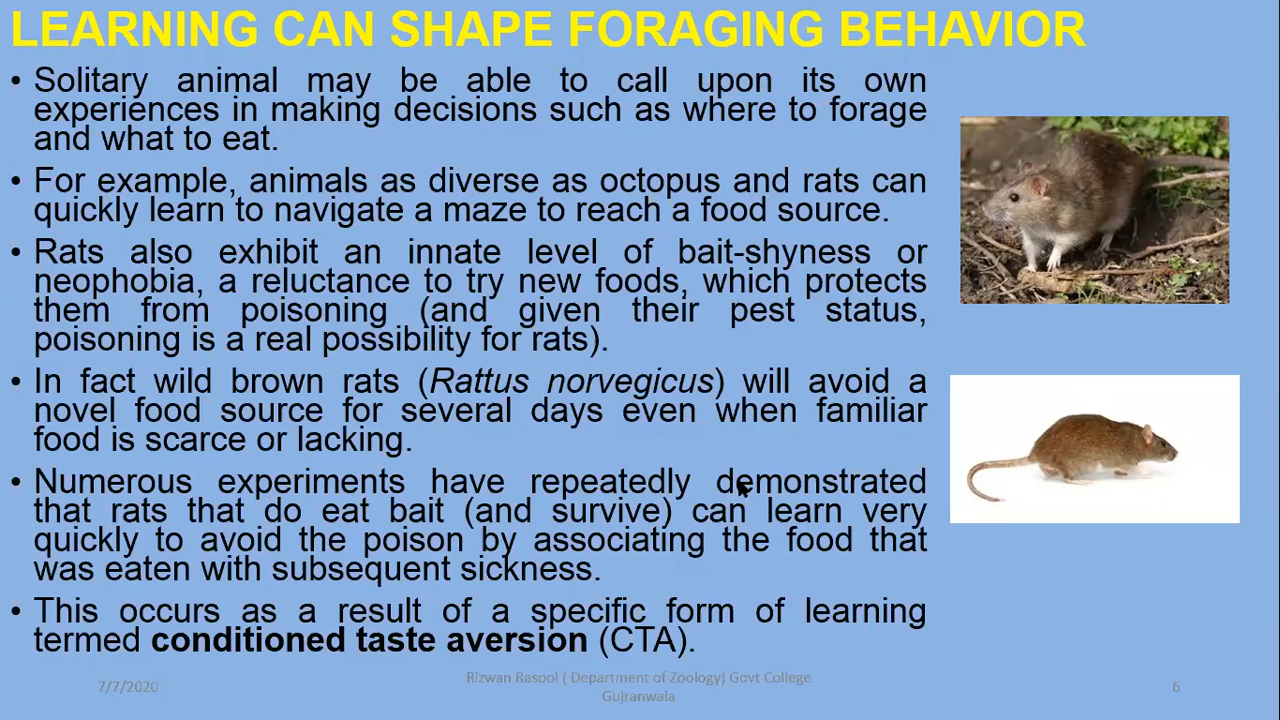 LEARNING CAN SHAPE FORAGING BEHAVIOR
• Solitary animal may be able to call upon its own
experiences in making decisions such as where to forage
and what to eat.
• For example, animals as diverse as octopus and rats can
quickly learn to navigate a maze to reach a food source.
• Rats also exhibit an innate level of bait-shyness or
neophobia, a reluctance to try new foods, which protects
them from poisoning (and given their pest status,
poisoning is a real possibility for rats).
• In fact wild brown rats (Rattus norvegicus) will avoid a
novel food source for several days even when familiar
food is scarce or lacking.
• Numerous experiments have repeatedly demonstrated
that rats that do eat bait (and survive) can learn very
quickly to avoid the poison by associating the food that
was eaten with subsequent sickness.
• This occurs as a result of a specific form of learning
termed conditioned taste aversion (CTA).
7/7/2020
Rizwan Rasool ( Department of Zoology) Govt College
Gujranwala
6